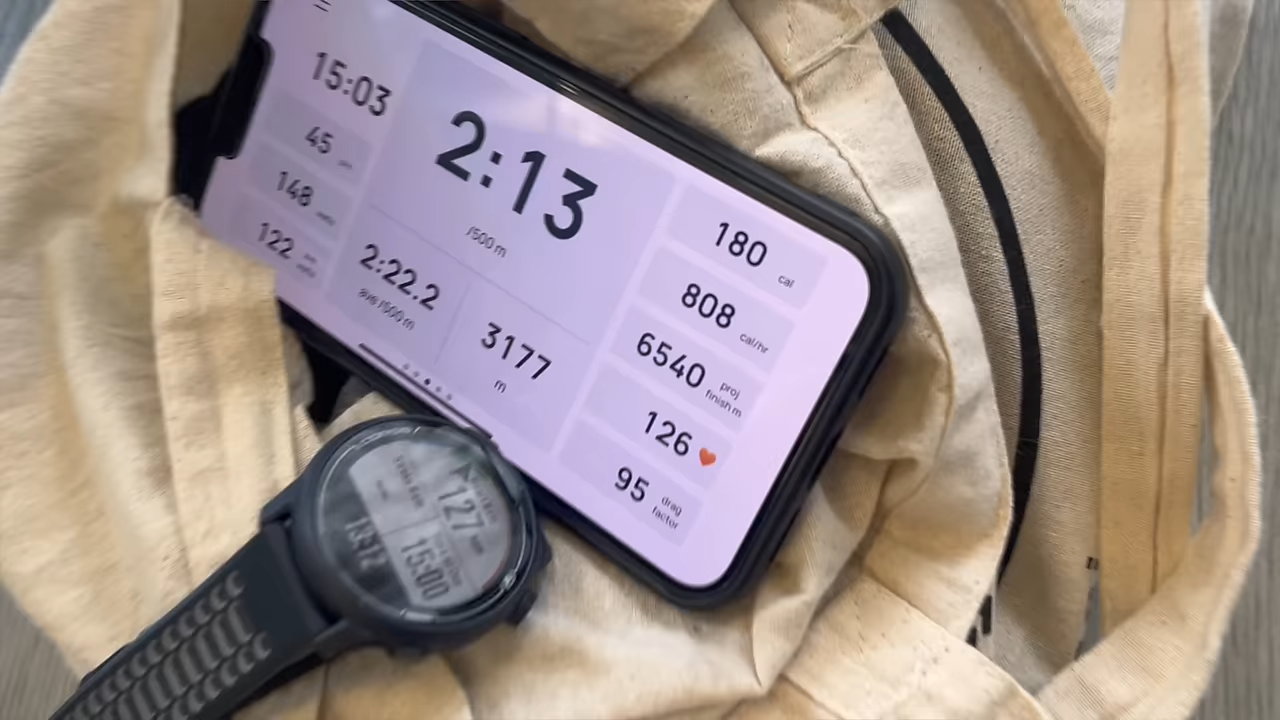 15:03
45
148
122
2:13
/500 m
2:22.2
ave /500 m
3177
m
180 cal
808 cal/hr
6540 proj finish m
126
95 drag factor
127
15:00